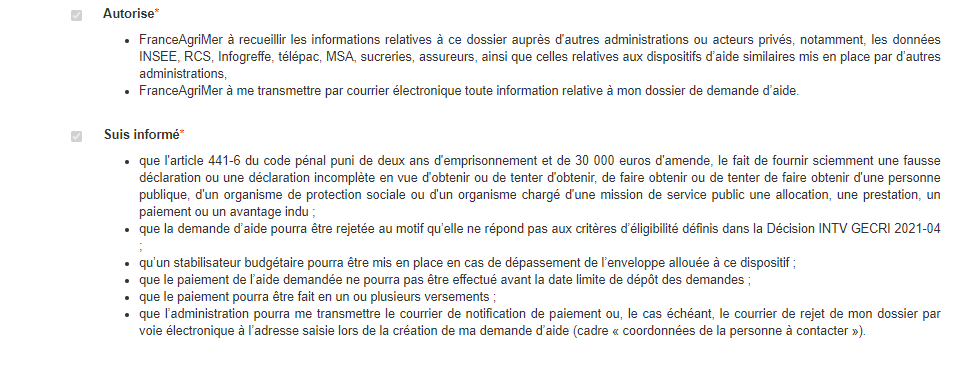 Autorise*
• FranceAgriMer à recueillir les informations relatives à ce dossier auprès d'autres administrations ou acteurs privés, notamment, les données
INSEE, RCS, Infogreffe, télépac, MSA, sucreries, assureurs, ainsi que celles relatives aux dispositifs d'aide similaires mis en place par d'autres
administrations,
• FranceAgriMer à me transmettre par courrier électronique toute information relative à mon dossier de demande d'aide.
Suis informé*
• que l'article 441-6 du code pénal puni de deux ans d'emprisonnement et de 30 000 euros d'amende, le fait de fournir sciemment une fausse
déclaration ou une déclaration incomplète en vue d'obtenir ou de tenter d'obtenir, de faire obtenir ou de tenter de faire obtenir d'une personne
publique, d'un organisme de protection sociale ou d'un organisme chargé d'une mission de service public une allocation, une prestation, un
paiement ou un avantage indu ;
• que la demande d'aide pourra être rejetée au motif qu'elle ne répond pas aux critères d'éligibilité définis dans la Décision INTV GECRI 2021-04
;
• qu'un stabilisateur budgétaire pourra être mis en place en cas de dépassement de l'enveloppe allouée à ce dispositif ;
• que le paiement de l'aide demandée ne pourra pas être effectué avant la date limite de dépôt des demandes ;
• que le paiement pourra être fait en un ou plusieurs versements ;
• que l'administration pourra me transmettre le courrier de notification de paiement ou, le cas échéant, le courrier de rejet de mon dossier par
voie électronique à l'adresse saisie lors de la création de ma demande d'aide (cadre « coordonnées de la personne à contacter »).